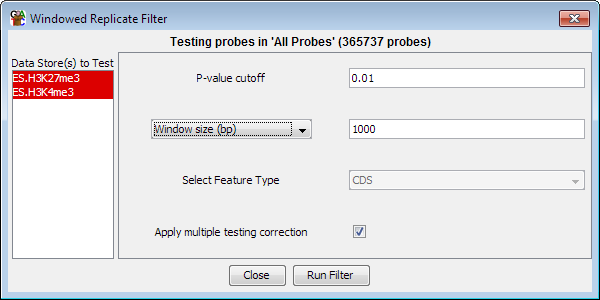 Windowed Replicate Filter
Testing probes in 'All Probes' (365737 probes)
Data Store(s) to Test
ES.H3K27me3
ES.H3K4me3
P-value cutoff
0.01
Window size (bp)
1000
Select Feature Type
CDS
Apply multiple testing correction
Close
Run Filter